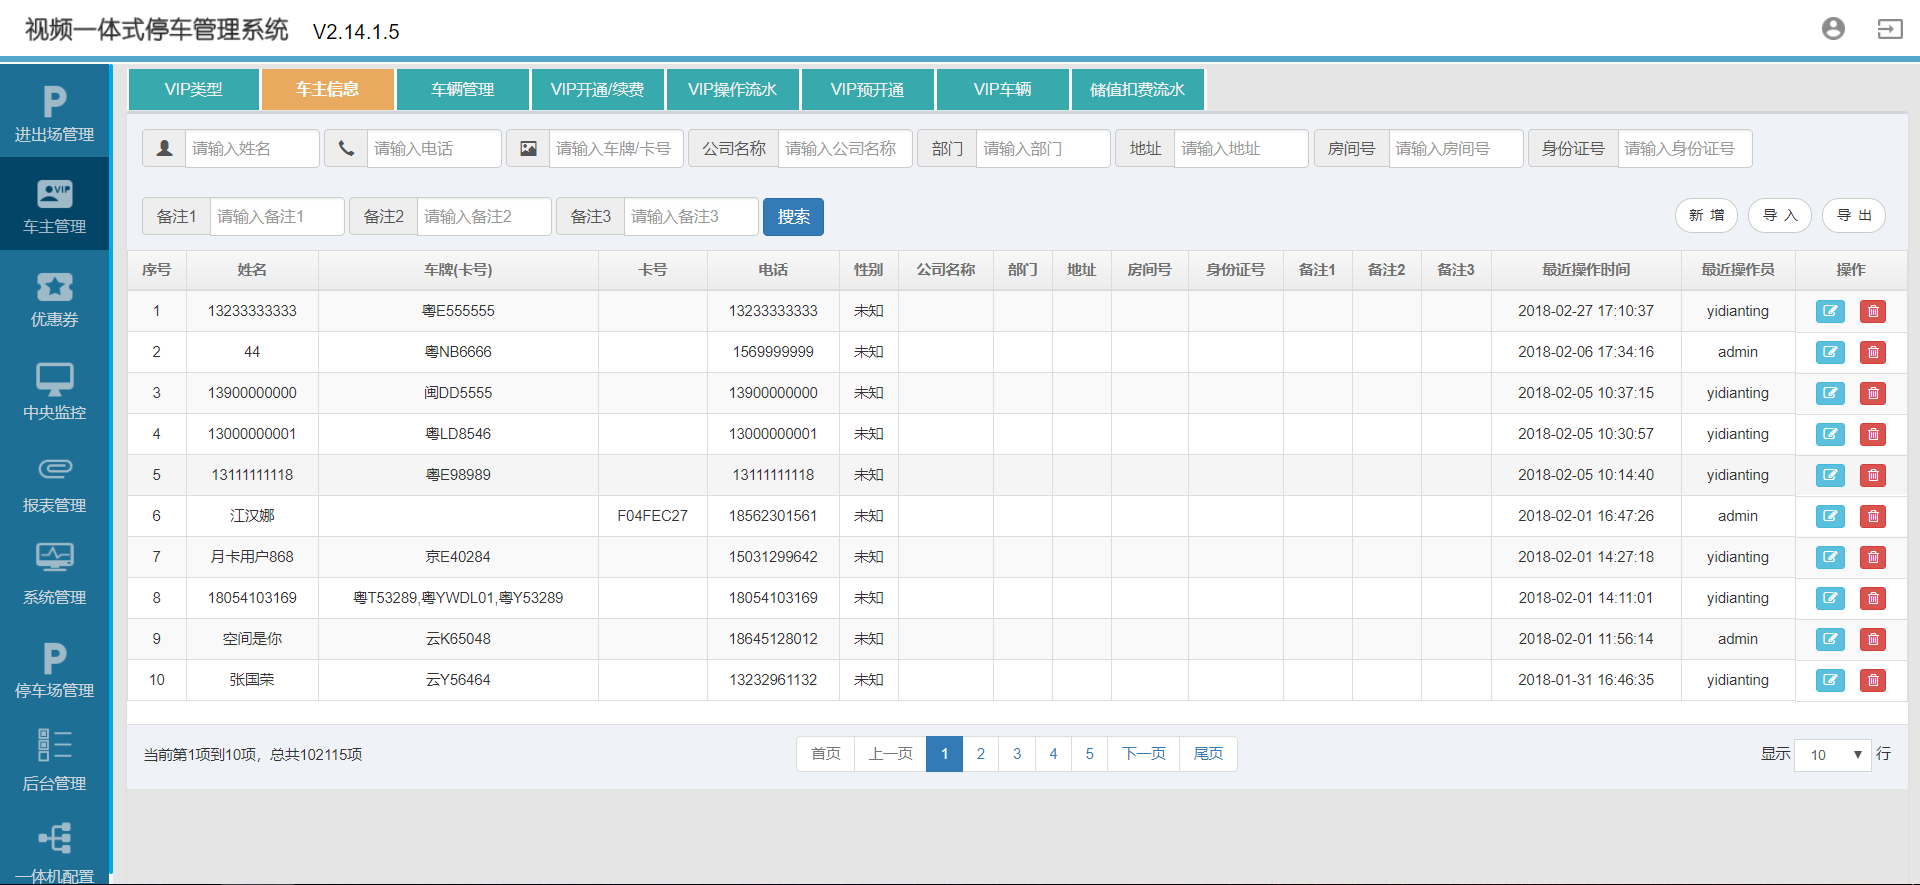 视频一体式停车管理系统 V2.14.1.5
进出场管理
车主管理
优惠券
中央监控
报表管理
系统管理
停车场管理
后台管理
一体机配置
VIP类型 车主信息 车辆管理 VIP开通/续费 VIP操作流水 VIP预开通 VIP车辆 储值扣费流水
请输入姓名 请输入电话 请输入车牌/卡号 公司名称 请输入公司名称 部门 请输入部门 地址 请输入地址 房间号 请输入房间号 身份证号 请输入身份证号
备注1 请输入备注1 备注2 请输入备注2 备注3 请输入备注3 搜索 新 增 导 入 导 出
序号 姓名 车牌(卡号) 卡号 电话 性别 公司名称 部门 地址 房间号 身份证号 备注1 备注2 备注3 最近操作时间 最近操作员 操作
1 13233333333 粤E555555 13233333333 未知 2018-02-27 17:10:37 yidianting
2 44 粤NB6666 1569999999 未知 2018-02-06 17:34:16 admin
3 13900000000 闽DD5555 13900000000 未知 2018-02-05 10:37:15 yidianting
4 13000000001 粤LD8546 13000000001 未知 2018-02-05 10:30:57 yidianting
5 13111111118 粤E98989 13111111118 未知 2018-02-05 10:14:40 yidianting
6 江汉娜 F04FEC27 18562301561 未知 2018-02-01 16:47:26 admin
7 月卡用户868 京E40284 15031299642 未知 2018-02-01 14:27:18 yidianting
8 18054103169 粤T53289,粤YWDL01,粤Y53289 18054103169 未知 2018-02-01 14:11:01 yidianting
9 空间是你 云K65048 18645128012 未知 2018-02-01 11:56:14 admin
10 张国荣 云Y56464 13232961132 未知 2018-01-31 16:46:35 yidianting
当前第1项到10项，总共102115项 首页 上一页 1 2 3 4 5 下一页 尾页 显示 10 行